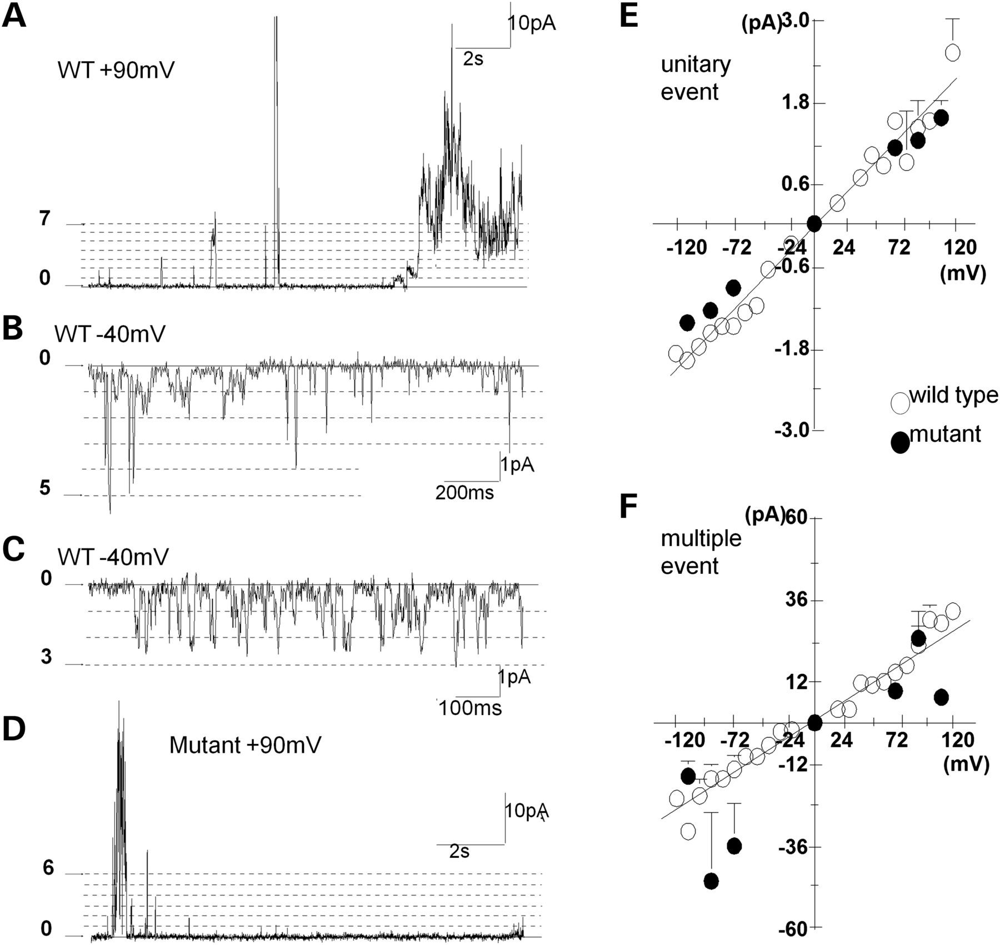 A
10pA
2s
WT +90mV
7
0
B
WT -40mV
0
5
1pA
200ms
C
WT -40mV
0
3
1pA
100ms
D
Mutant +90mV
10pA
2s
6
0
E
(pA)
3.0
unitary
event
1.8
0.6
-120 -72 -24 24 72 120
-0.6
(mV)
-1.8
-3.0
wild type
mutant
F
(pA)
60
multiple
event
36
12
-120 -72 -24 24 72 120
-12
(mV)
-36
-60